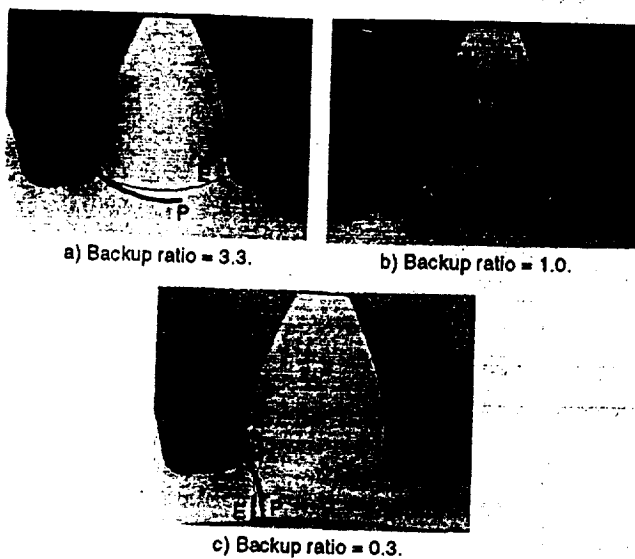 E
P
a) Backup ratio = 3.3.
b) Backup ratio = 1.0.
E P
c) Backup ratio = 0.3.